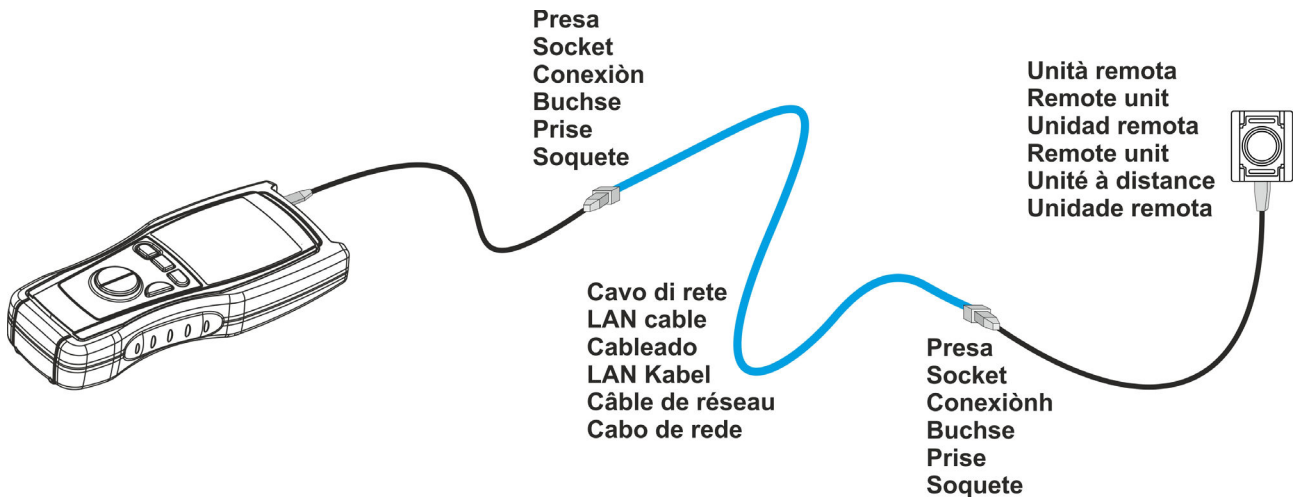 Presa
Socket
Conexiòn
Buchse
Prise
Soquete
Unità remota
Remote unit
Unidad remota
Remote unit
Unité à distance
Unidade remota
Cavo di rete
LAN cable
Cableado
LAN Kabel
Câble de réseau
Cabo de rede
Presa
Socket
Conexiònh
Buchse
Prise
Soquete